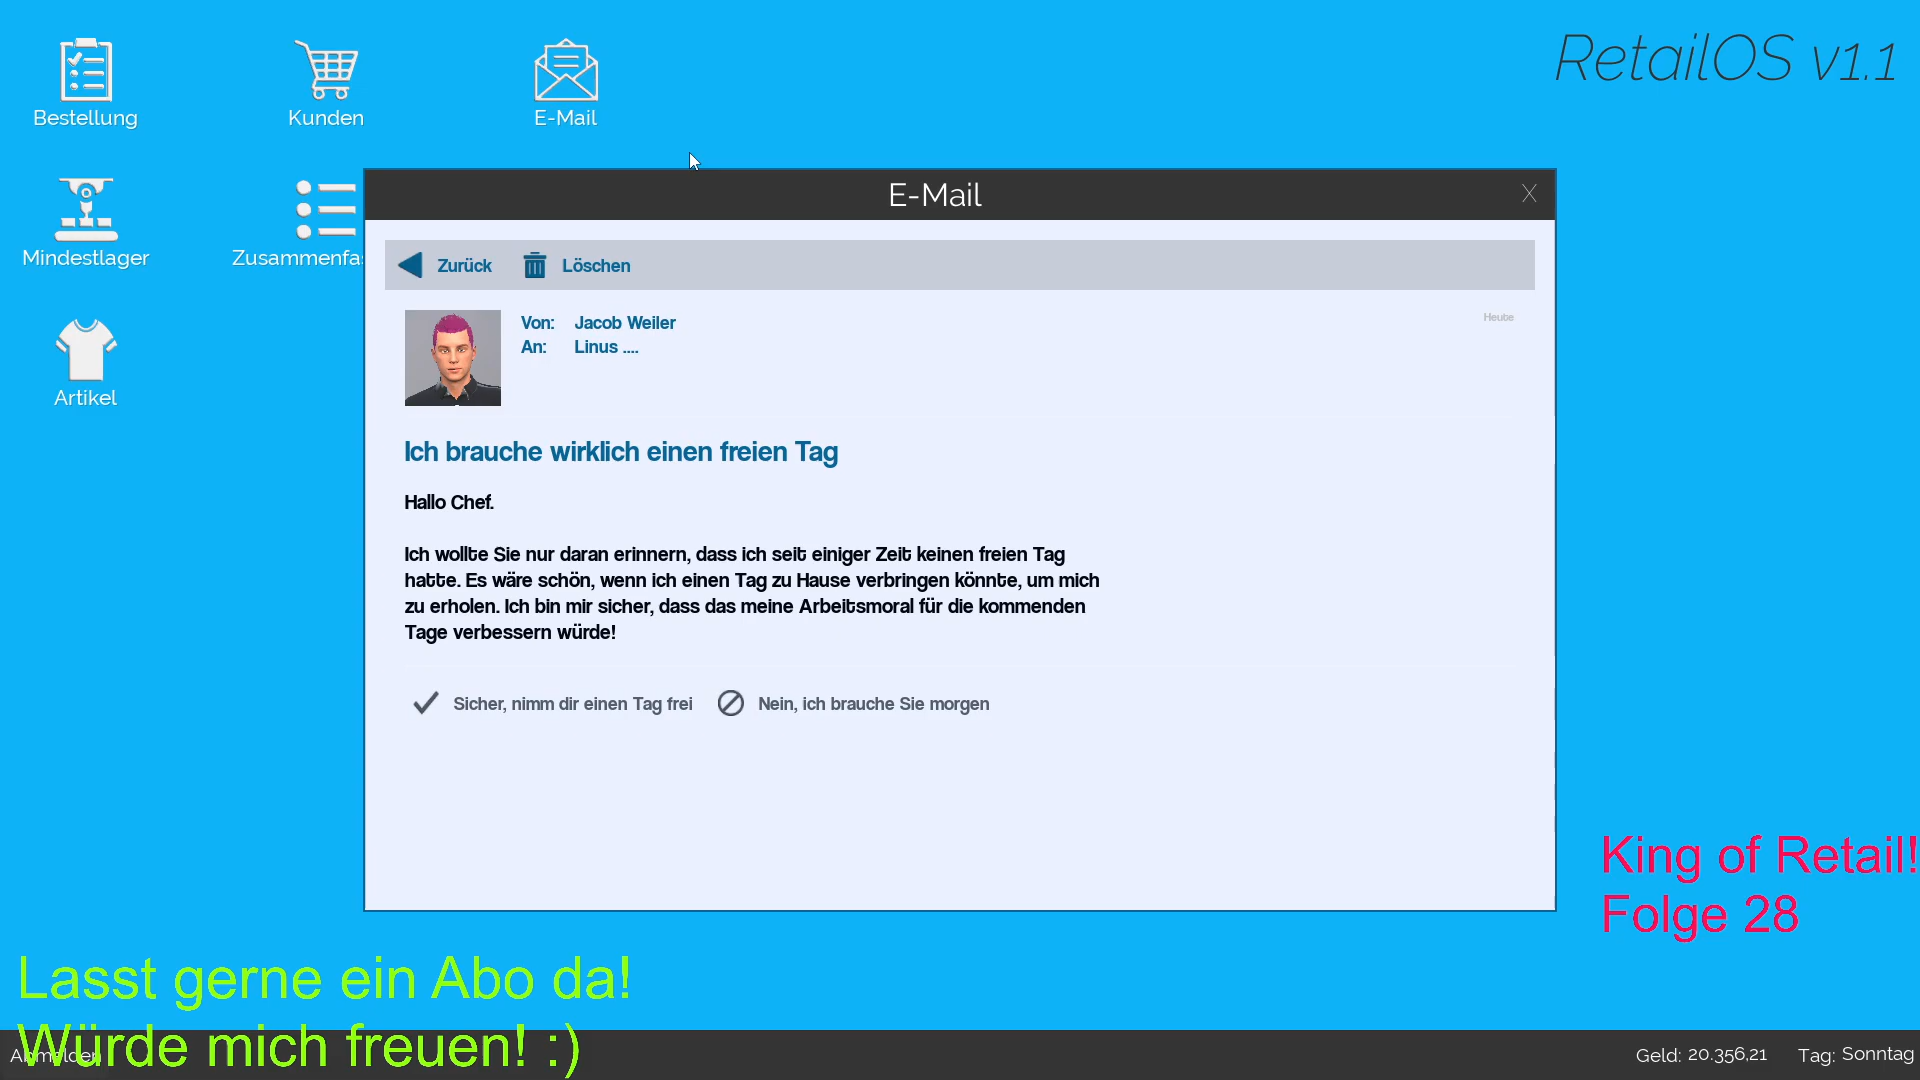 RetailOS v1.1
Bestellung
Kunden
E-Mail
Mindestlager
Artikel
E-Mail
X
Zurück
Löschen
Von: Jacob Weiler
An: Linus ....
Heute
Ich brauche wirklich einen freien Tag
Hallo Chef.
Ich wollte Sie nur daran erinnern, dass ich seit einiger Zeit keinen freien Tag
hatte. Es wäre schön, wenn ich einen Tag zu Hause verbringen könnte, um mich
zu erholen. Ich bin mir sicher, dass das meine Arbeitsmoral für die kommenden
Tage verbessern würde!
Sicher, nimm dir einen Tag frei
Nein, ich brauche Sie morgen
King of Retail!
Folge 28
Lasst gerne ein Abo da!
Würde mich freuen! :)
Abmelden
Geld: 20.356,21
Tag: Sonntag